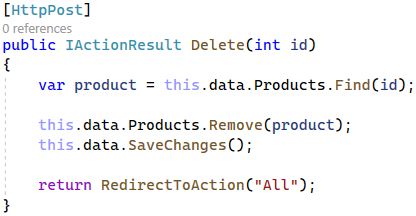 [HttpPost]
0 references
public IActionResult Delete(int id)
{
    var product = this.data.Products.Find(id);

    this.data.Products.Remove(product);
    this.data.SaveChanges();

    return RedirectToAction("All");
}